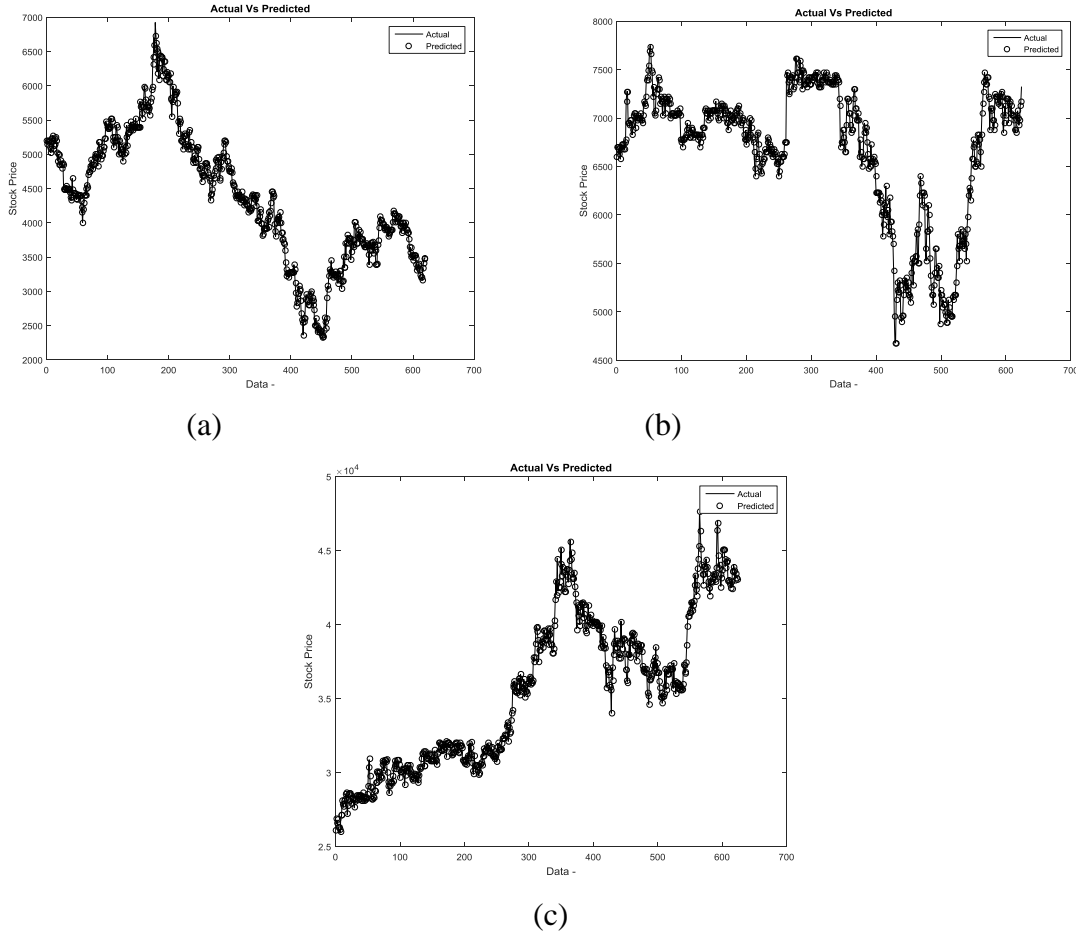 Actual Vs Predicted
7000
6500
6000
5500
5000
4500
4000
3500
3000
2500
2000
Stock Price
Actual
Predicted
0 100 200 300 400 500 600 700
Data -
(a)
Actual Vs Predicted
8000
7500
7000
6500
6000
5500
5000
4500
Stock Price
Actual
Predicted
0 100 200 300 400 500 600 700
Data -
(b)
Actual Vs Predicted
×10⁴
5
4.5
4
3.5
3
2.5
Stock Price
Actual
Predicted
0 100 200 300 400 500 600 700
Data -
(c)